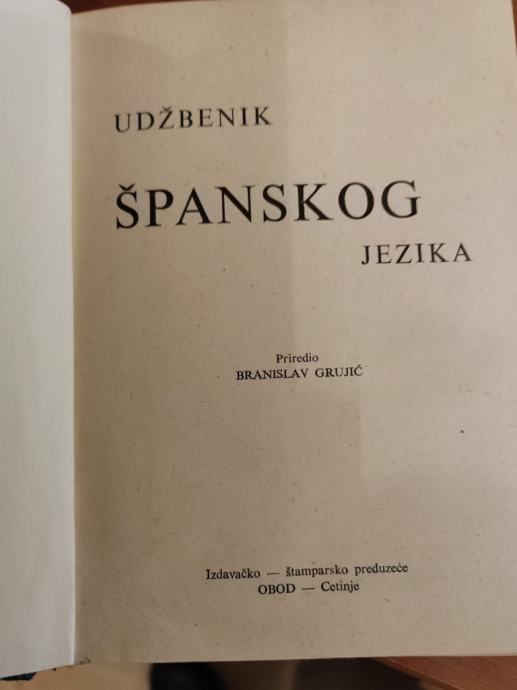 UDŽBENIK
ŠPANSKOG
JEZIKA
Priredio
BRANISLAV GRUJIĆ
Izdavačko — štamparsko preduzeće
OBOD — Cetinje